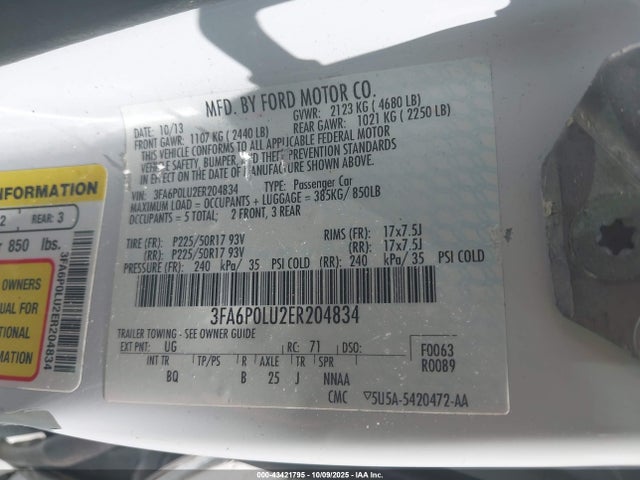 MFD. BY FORD MOTOR CO.
DATE: 10/13 GVWR: 2123 KG ( 4680 LB)
FRONT GAWR: 1107 KG ( 2440 LB) REAR GAWR: 1021 KG ( 2250 LB)
THIS VEHICLE CONFORMS TO ALL APPLICABLE FEDERAL MOTOR
VEHICLE SAFETY, BUMPER, AND THEFT PREVENTION STANDARDS
IN EFFECT ON THE DATE OF MANUFACTURE SHOWN ABOVE.
VIN: 3FA6P0LU2ER204834 TYPE: Passenger Car
MAXIMUM LOAD = OCCUPANTS + LUGGAGE = 385KG/850LB
OCCUPANTS = 5 TOTAL; 2 FRONT, 3 REAR
TIRE (FR): P225/50R17 93V RIMS (FR): 17x7.5J
(RR): P225/50R17 93V (RR): 17x7.5J
PRESSURE (FR): 240 kPa/ 35 PSI COLD (RR): 240 kPa/ 35 PSI COLD
3FA6P0LU2ER204834
TRAILER TOWING - SEE OWNER GUIDE
EXT PNT: UG RC: 71 DSO: F0063
INT TR TP/PS R AXLE TR SPR R0089
BQ B 25 J NNAA
CMC ▽5U5A-5420472-AA
INFORMATION
2 REAR: 3
850 lbs.
OWNERS
UAL FOR
INFORMATION
3FA6P0LU2ER204834
000-43421795 - 10/09/2025 - IAA Inc.